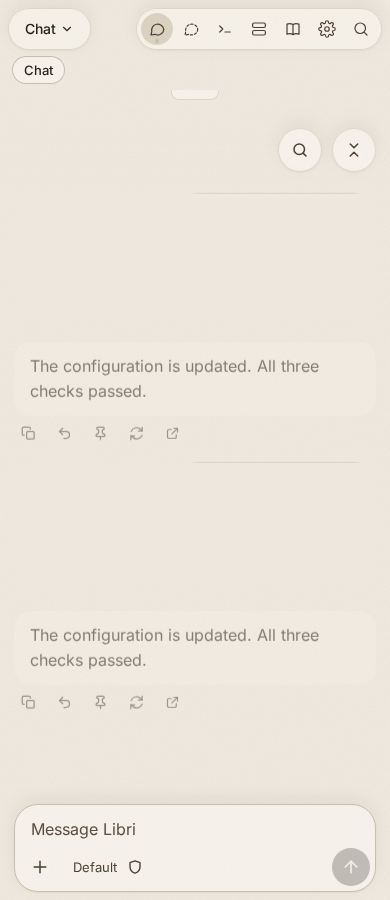 Chat
Chat
The configuration is updated. All three
checks passed.
The configuration is updated. All three
checks passed.
Message Libri
Default